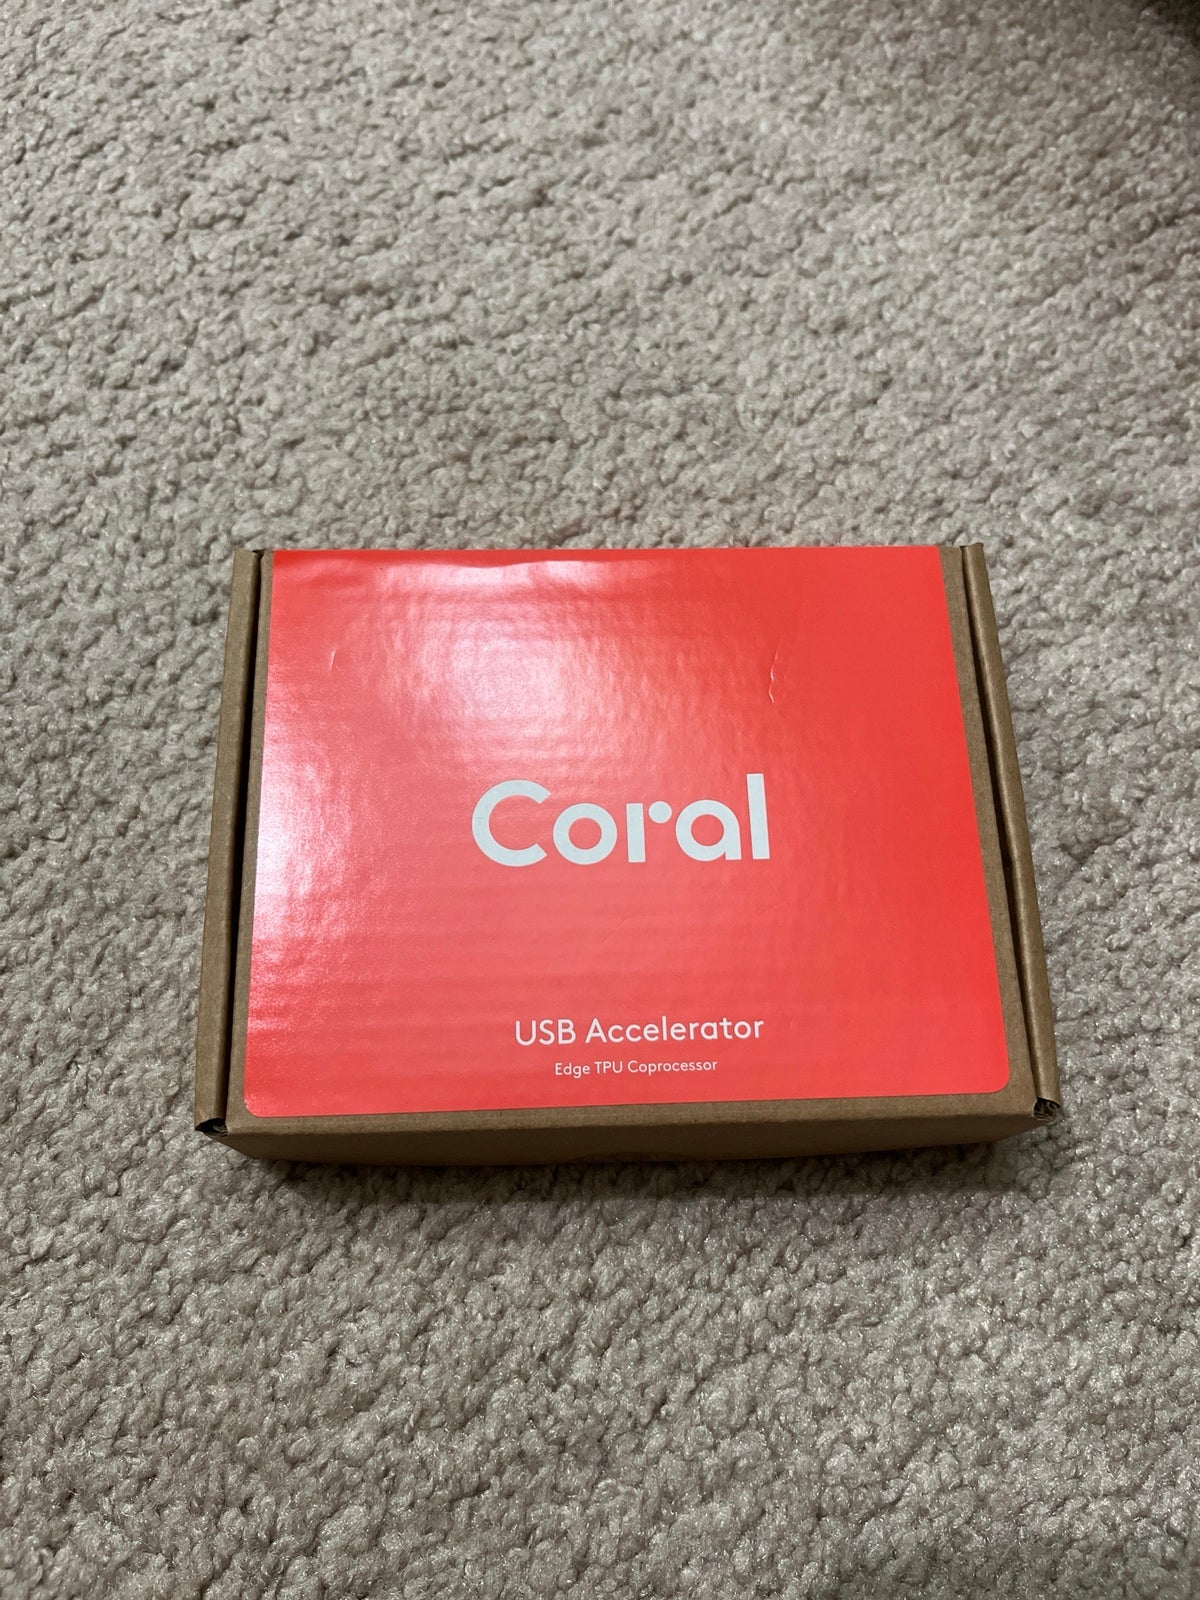 Coral
USB Accelerator
Edge TPU Coprocessor